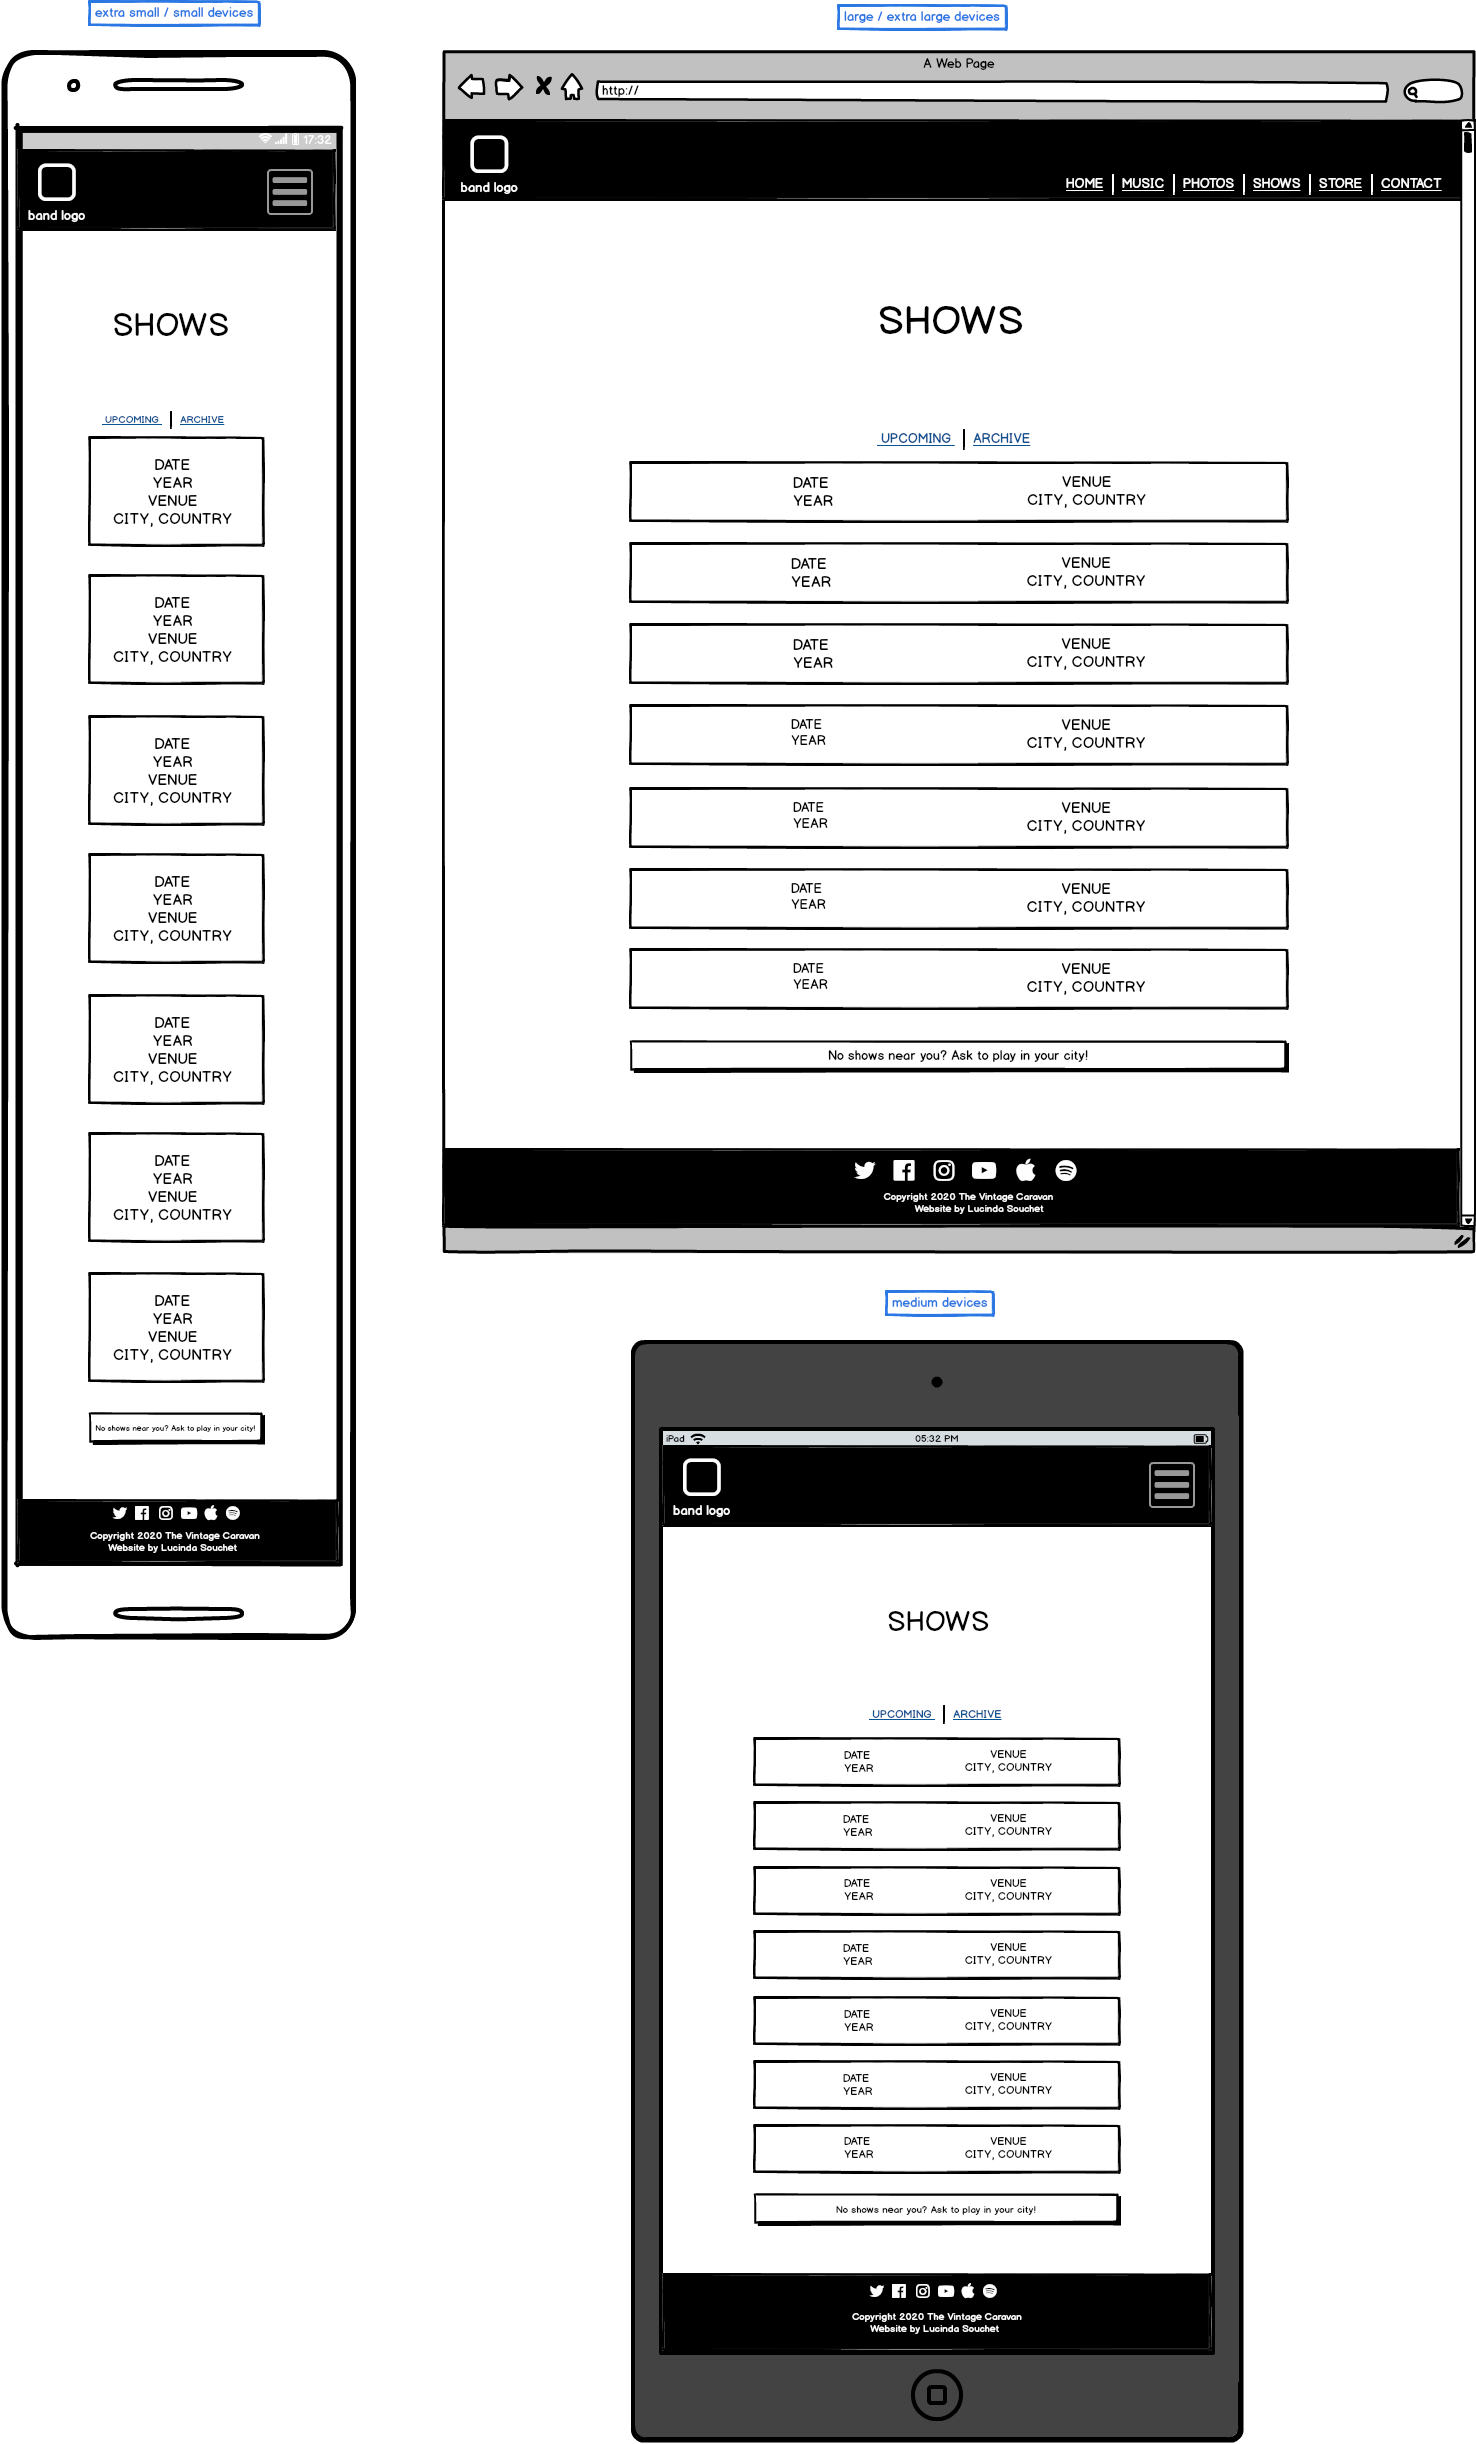 extra small / small devices
17:32
band logo
SHOWS
UPCOMING | ARCHIVE
DATE
YEAR
VENUE
CITY, COUNTRY
DATE
YEAR
VENUE
CITY, COUNTRY
DATE
YEAR
VENUE
CITY, COUNTRY
DATE
YEAR
VENUE
CITY, COUNTRY
DATE
YEAR
VENUE
CITY, COUNTRY
DATE
YEAR
VENUE
CITY, COUNTRY
DATE
YEAR
VENUE
CITY, COUNTRY
No shows near you? Ask to play in your city!
Copyright 2020 The Vintage Caravan
Website by Lucinda Souchet
large / extra large devices
A Web Page
http://
band logo
HOME | MUSIC | PHOTOS | SHOWS | STORE | CONTACT
SHOWS
UPCOMING | ARCHIVE
DATE
YEAR
VENUE
CITY, COUNTRY
DATE
YEAR
VENUE
CITY, COUNTRY
DATE
YEAR
VENUE
CITY, COUNTRY
DATE
YEAR
VENUE
CITY, COUNTRY
DATE
YEAR
VENUE
CITY, COUNTRY
DATE
YEAR
VENUE
CITY, COUNTRY
DATE
YEAR
VENUE
CITY, COUNTRY
No shows near you? Ask to play in your city!
Copyright 2020 The Vintage Caravan
Website by Lucinda Souchet
medium devices
iPad
05:32 PM
band logo
SHOWS
UPCOMING | ARCHIVE
DATE
YEAR
VENUE
CITY, COUNTRY
DATE
YEAR
VENUE
CITY, COUNTRY
DATE
YEAR
VENUE
CITY, COUNTRY
DATE
YEAR
VENUE
CITY, COUNTRY
DATE
YEAR
VENUE
CITY, COUNTRY
DATE
YEAR
VENUE
CITY, COUNTRY
DATE
YEAR
VENUE
CITY, COUNTRY
No shows near you? Ask to play in your city!
Copyright 2020 The Vintage Caravan
Website by Lucinda Souchet